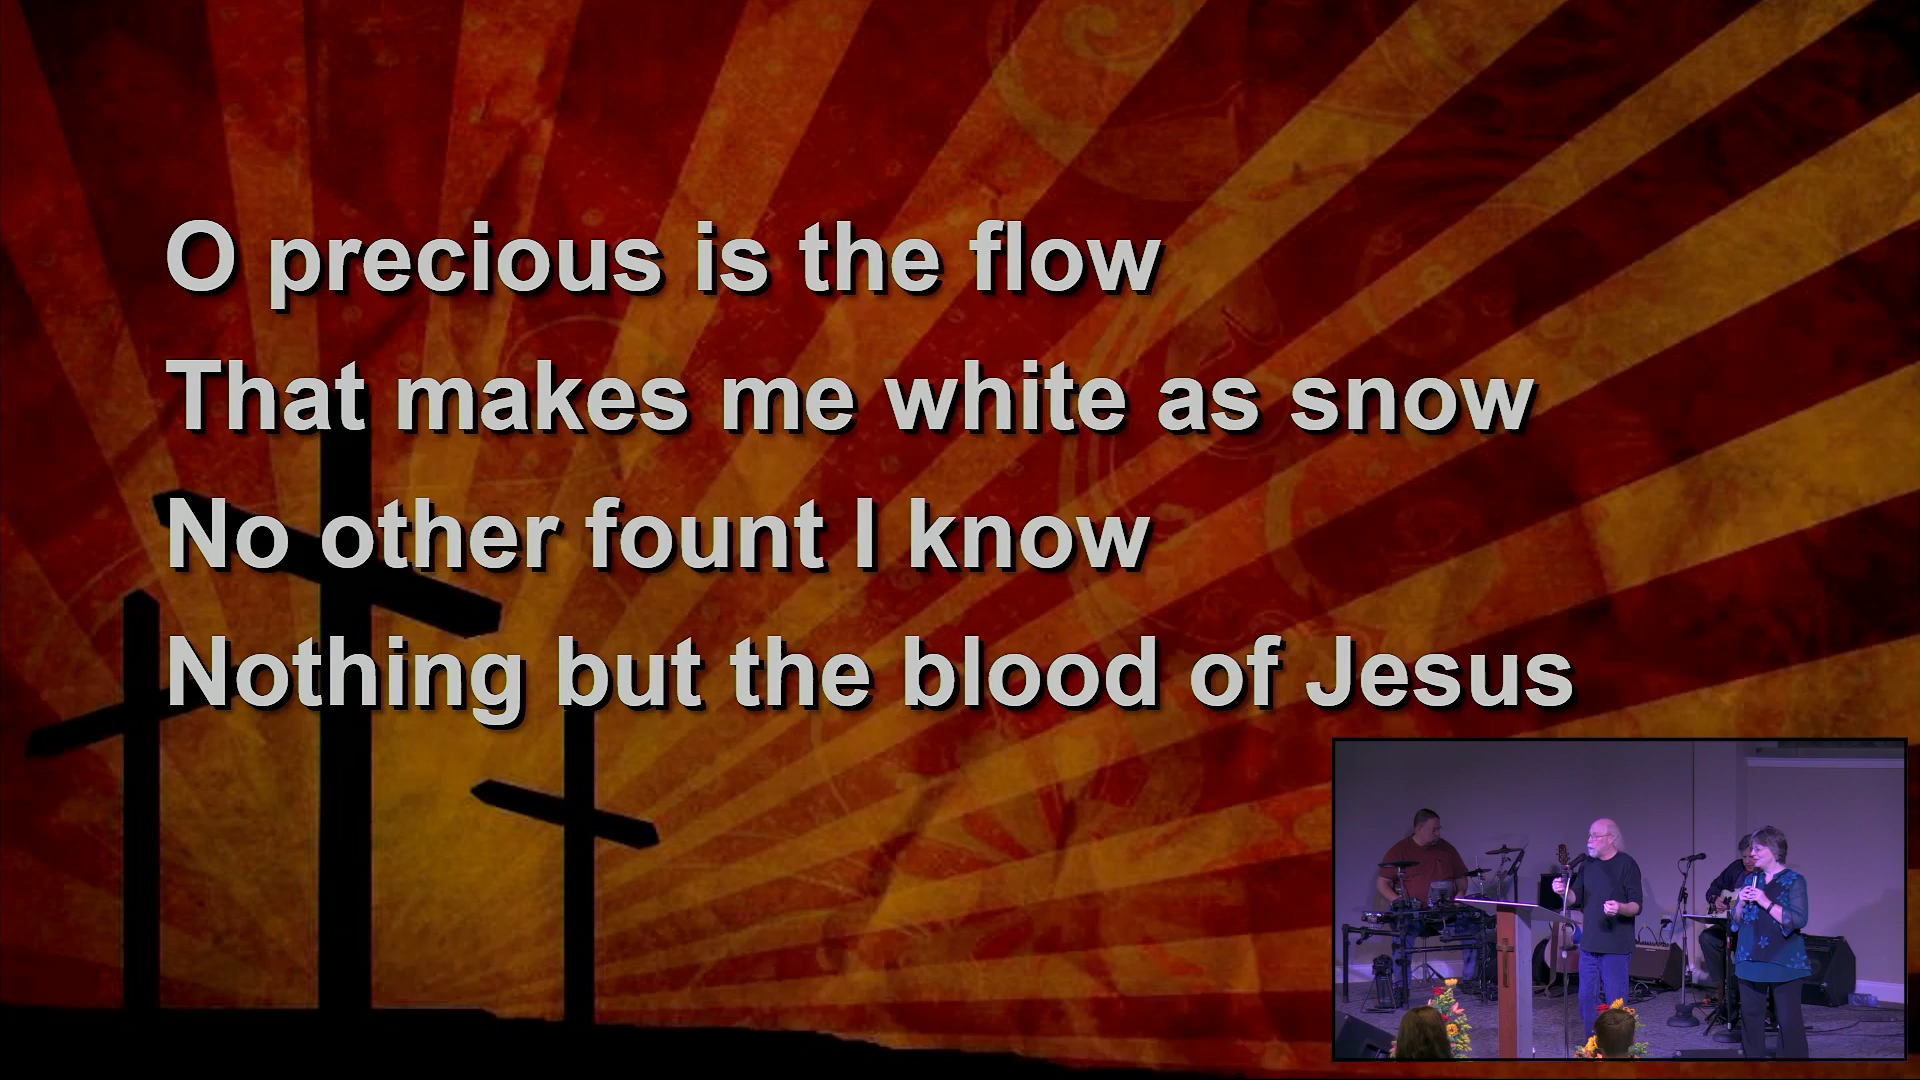 O precious is the flow
That makes me white as snow
No other fount I know
Nothing but the blood of Jesus